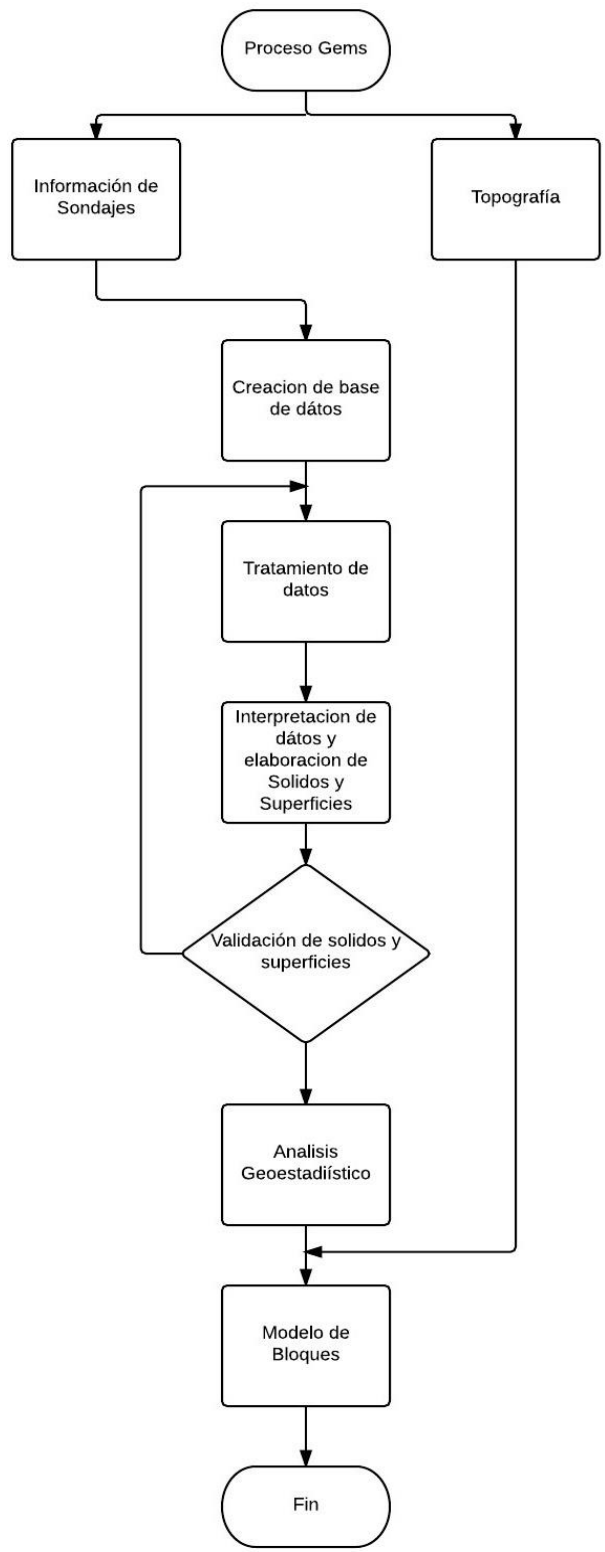 Proceso Gems
Información de
Sondajes
Topografía
Creacion de base
de dátos
Tratamiento de
datos
Interpretacion de
dátos y
elaboracion de
Solidos y
Superficies
Validación de solidos y
superficies
Analisis
Geoestadiístico
Modelo de
Bloques
Fin